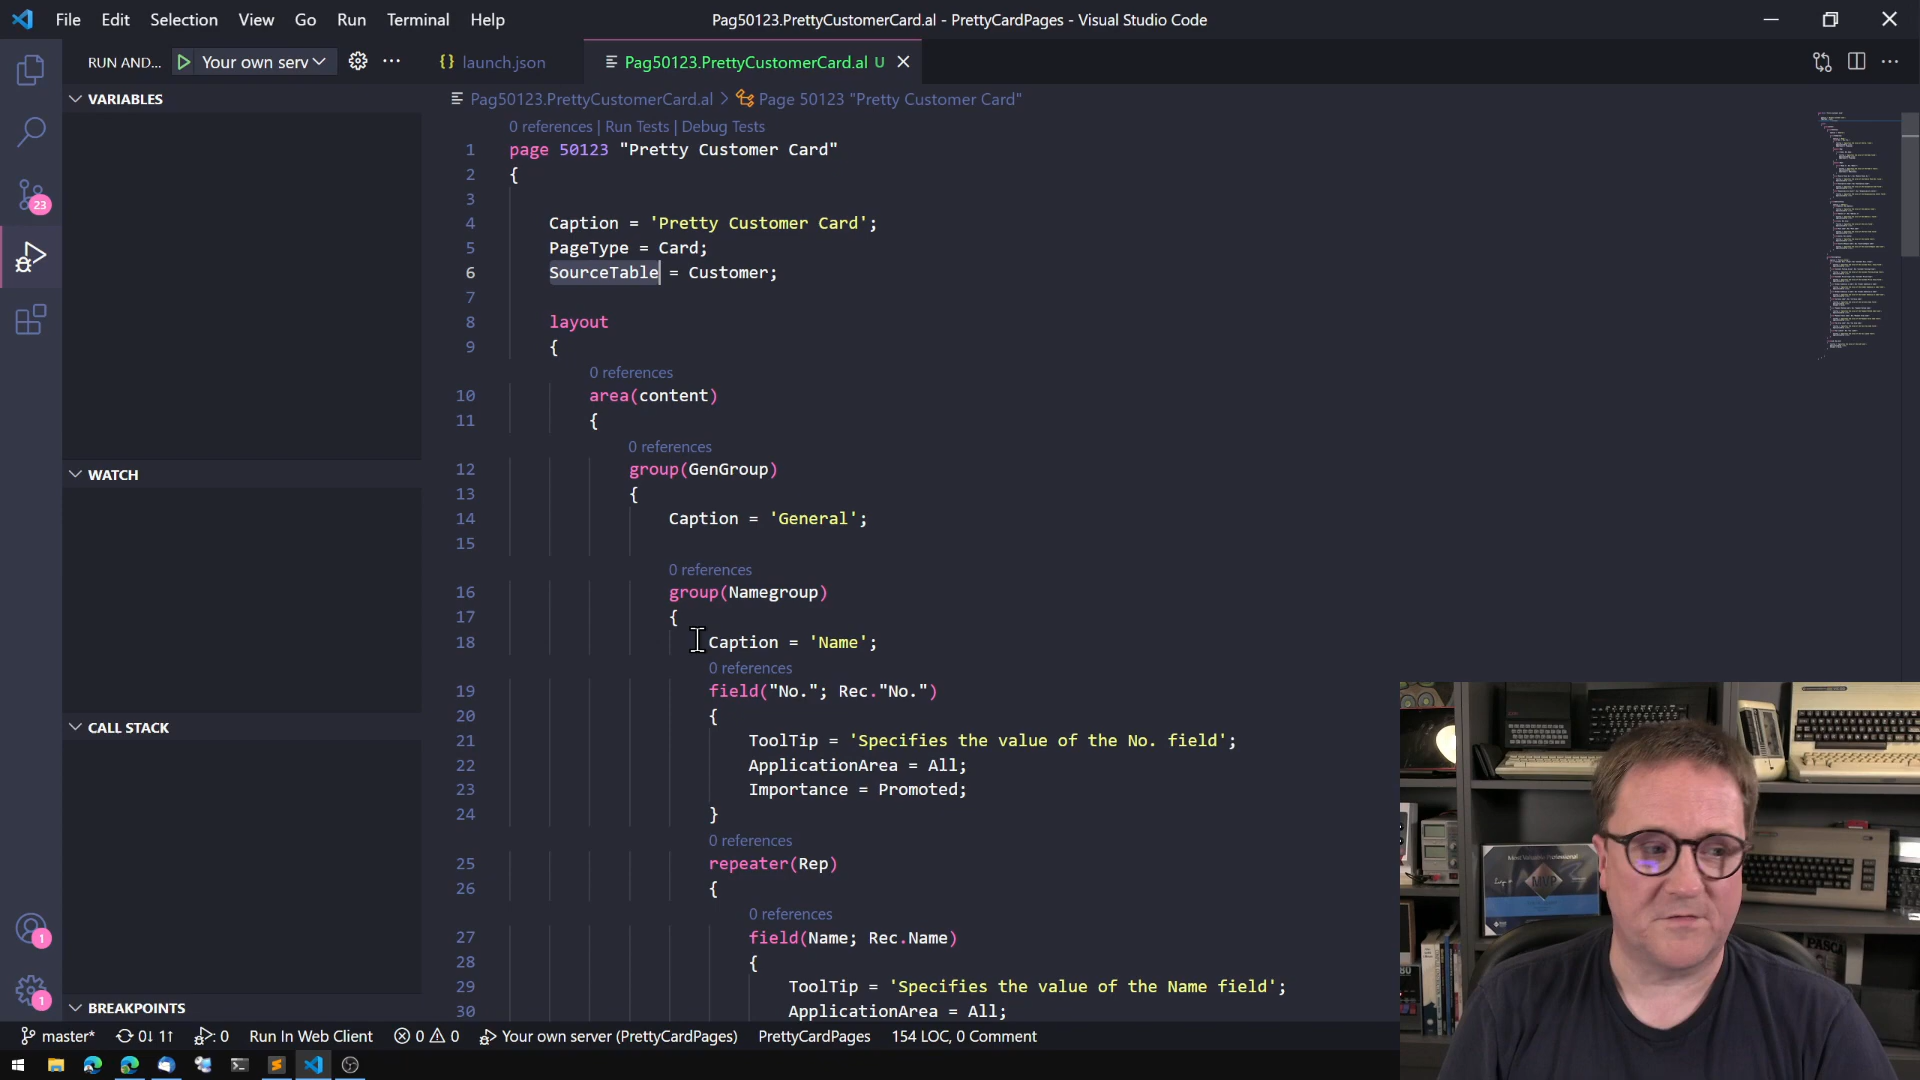 File Edit Selection View Go Run Terminal Help
Pag50123.PrettyCustomerCard.al - PrettyCardPages - Visual Studio Code
RUN AND... Your own serv
launch.json
Pag50123.PrettyCustomerCard.al U
VARIABLES
Pag50123.PrettyCustomerCard.al > Page 50123 "Pretty Customer Card"
0 references | Run Tests | Debug Tests
1 page 50123 "Pretty Customer Card"
2 {
3
4 Caption = 'Pretty Customer Card';
5 PageType = Card;
6 SourceTable = Customer;
7
8 layout
9 {
0 references
10 area(content)
11 {
0 references
12 group(GenGroup)
13 {
14 Caption = 'General';
15
0 references
16 group(Namegroup)
17 {
18 Caption = 'Name';
0 references
19 field("No."; Rec."No.")
20 {
21 ToolTip = 'Specifies the value of the No. field';
22 ApplicationArea = All;
23 Importance = Promoted;
24 }
0 references
25 repeater(Rep)
26 {
0 references
27 field(Name; Rec.Name)
28 {
29 ToolTip = 'Specifies the value of the Name field';
30 ApplicationArea = All;
23
WATCH
CALL STACK
1
1
BREAKPOINTS
MVP
PASCAL
master* 0↓ 1↑ : 0 Run In Web Client 0 0 Your own server (PrettyCardPages) PrettyCardPages 154 LOC, 0 Comment